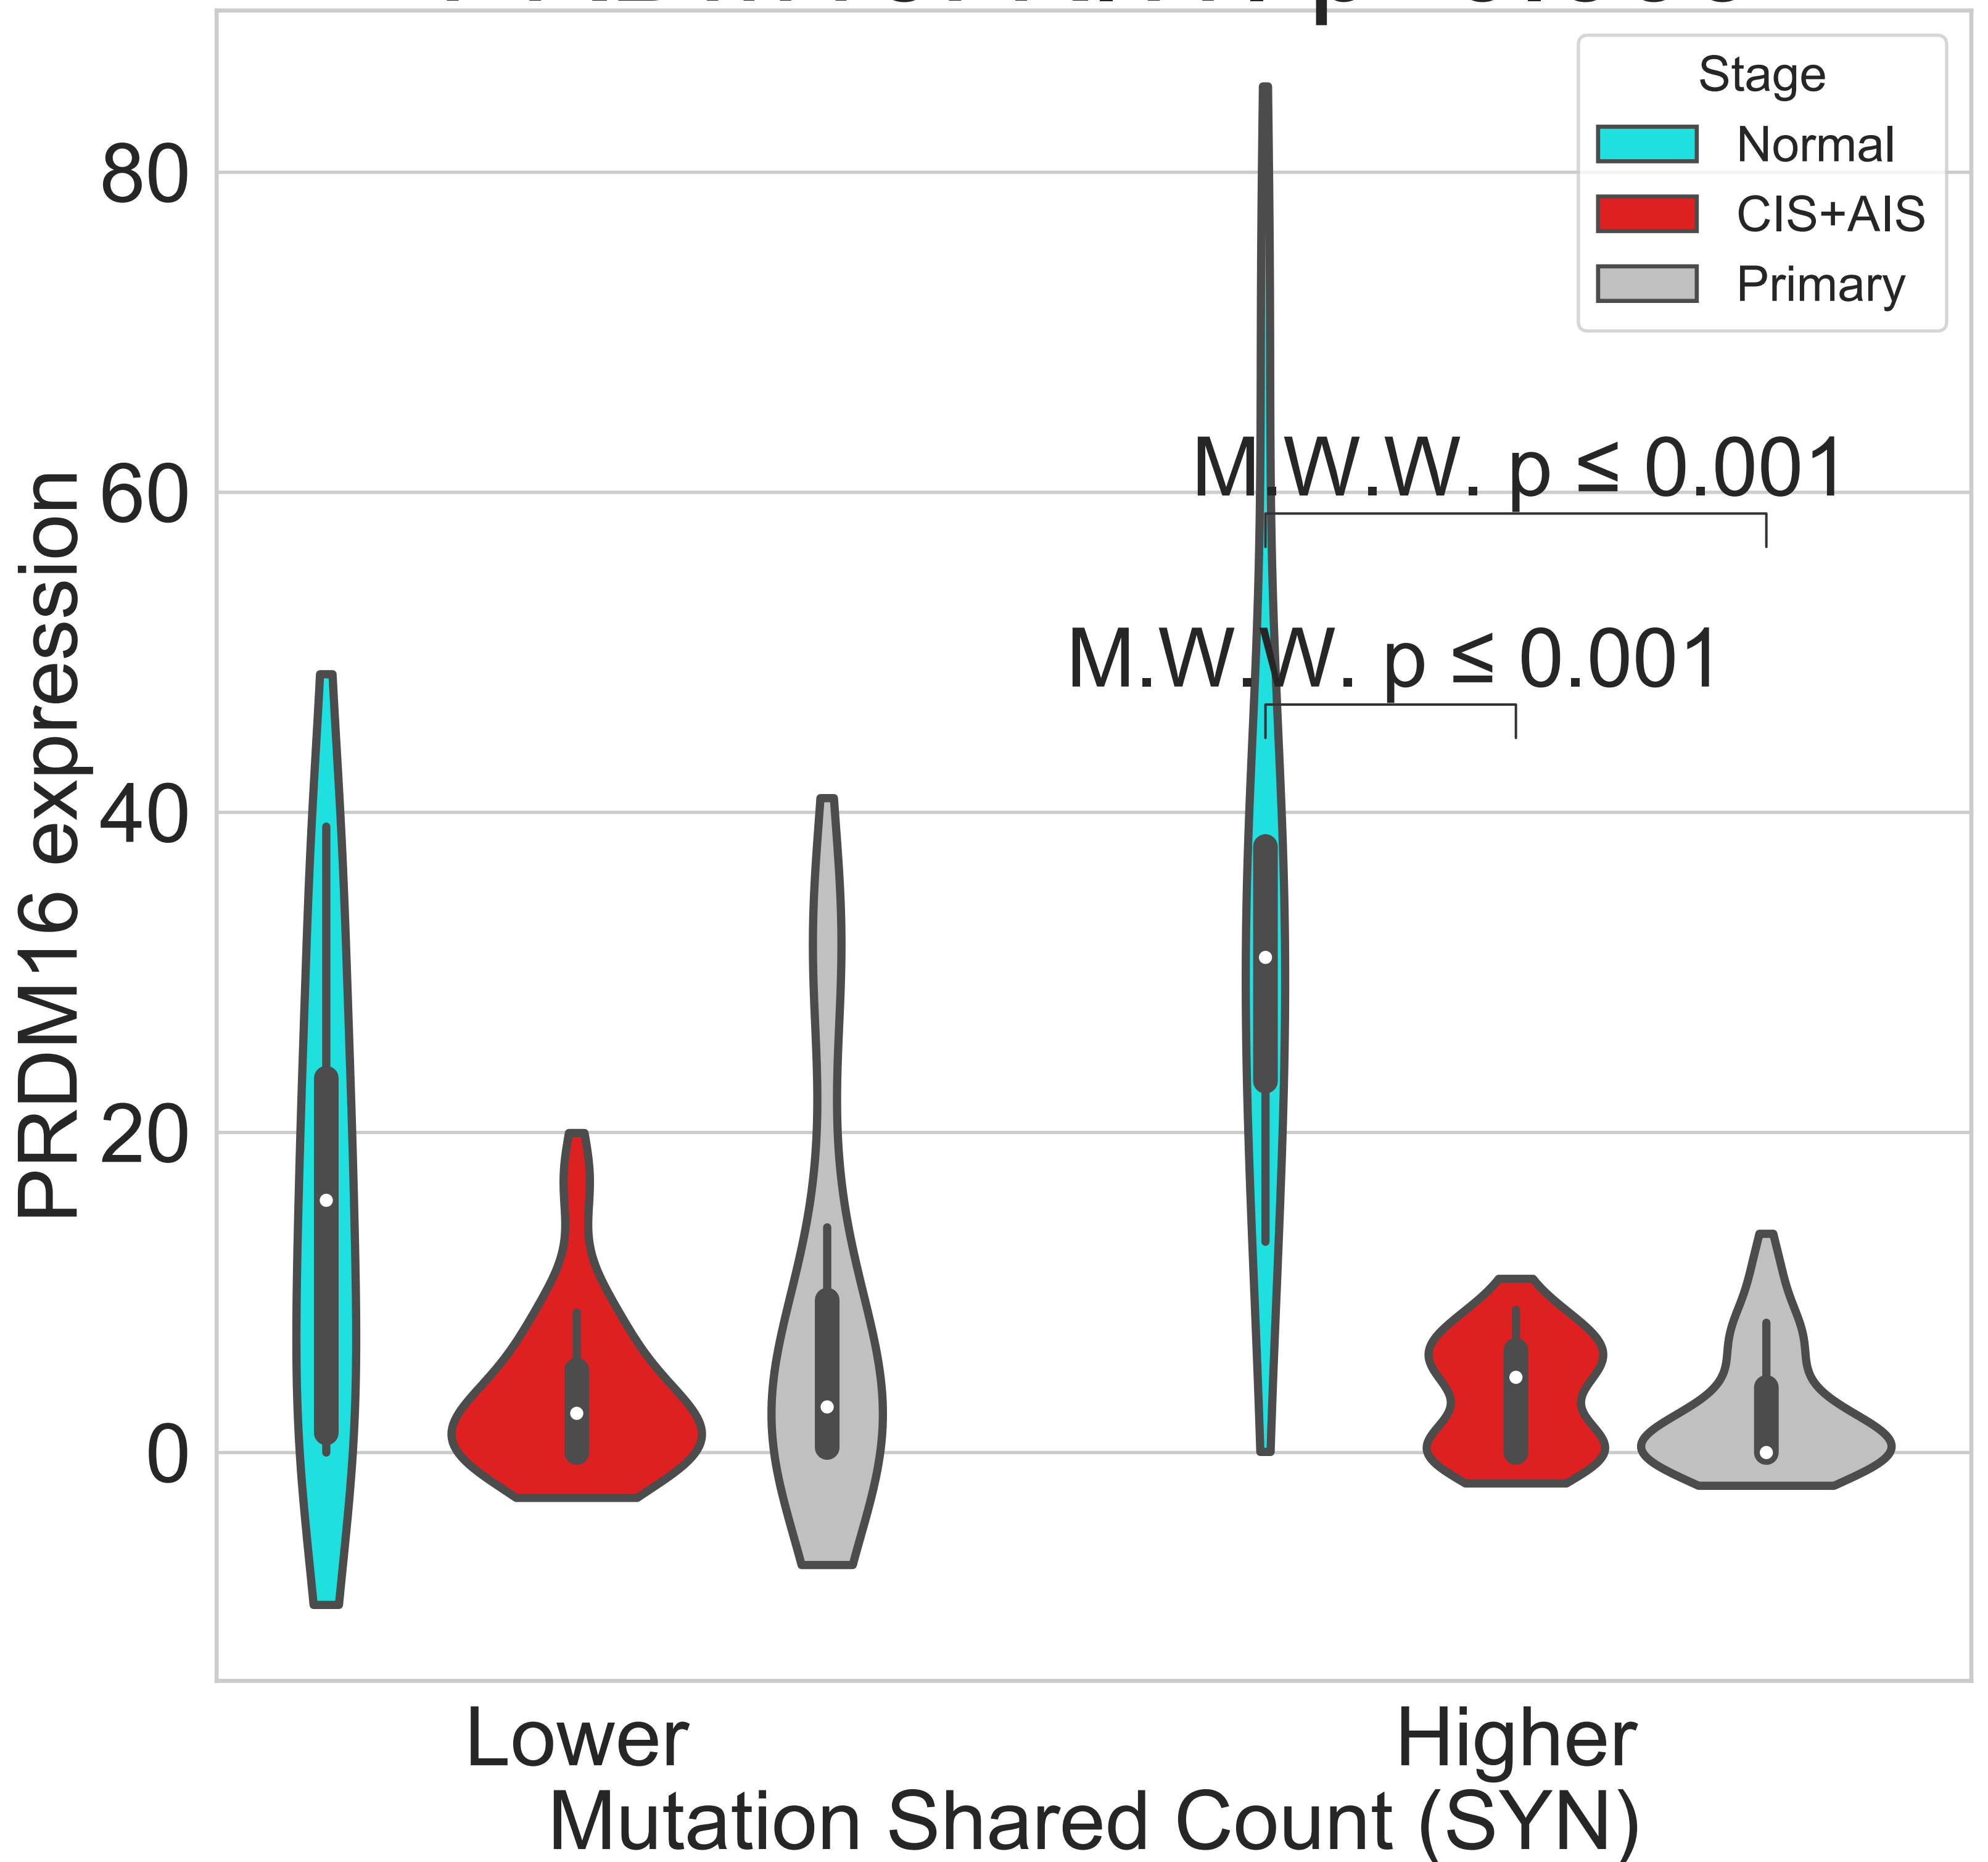 Stage
Normal
CIS+AIS
Primary
80
60
40
20
0
PRDM16 expression
M.W.W. p ≤ 0.001
M.W.W. p ≤ 0.001
Lower
Higher
Mutation Shared Count (SYN)